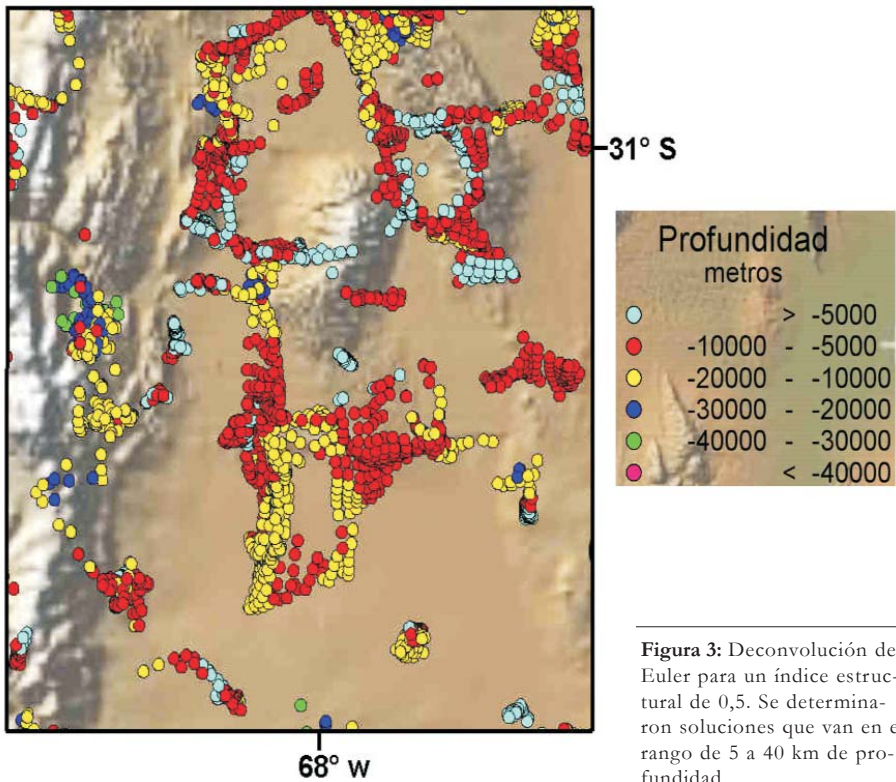 31° S
Profundidad
metros
> -5000
-10000 - -5000
-20000 - -10000
-30000 - -20000
-40000 - -30000
< -40000
68° W
Figura 3: Deconvolución de
Euler para un índice estruc-
tural de 0,5. Se determina-
ron soluciones que van en e
rango de 5 a 40 km de pro-
fundidad